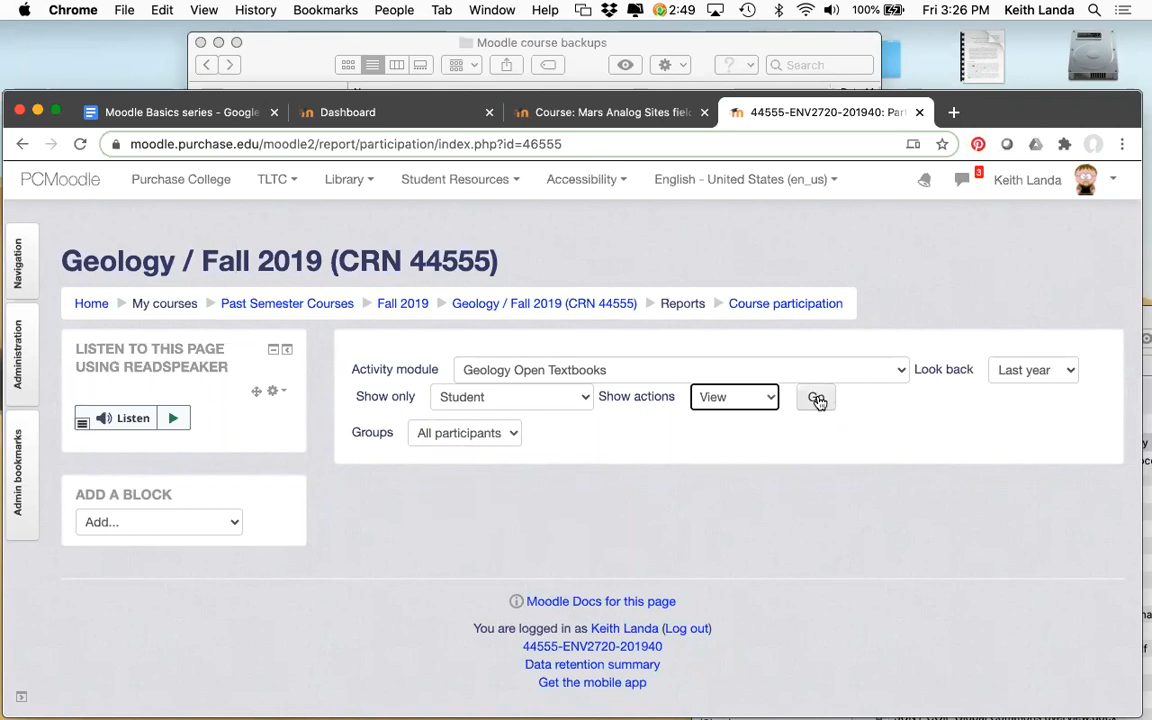 Chrome File Edit View History Bookmarks People Tab Window Help 2:49 100% Fri 3:26 PM Keith Landa
Moodle course backups
Search
Moodle Basics series - Google Dashboard Course: Mars Analog Sites field 44555-ENV2720-201940: Par
moodle.purchase.edu/moodle2/report/participation/index.php?id=46555
PCMoodle Purchase College TLTC Library Student Resources Accessibility English - United States (en_us) 3 Keith Landa
Navigation
Administration
Admin bookmarks
Geology / Fall 2019 (CRN 44555)
Home My courses Past Semester Courses Fall 2019 Geology / Fall 2019 (CRN 44555) Reports Course participation
LISTEN TO THIS PAGE
USING READSPEAKER
Listen
ADD A BLOCK
Add...
Activity module Geology Open Textbooks Look back Last year
Show only Student Show actions View Go
Groups All participants
Moodle Docs for this page
You are logged in as Keith Landa (Log out)
44555-ENV2720-201940
Data retention summary
Get the mobile app